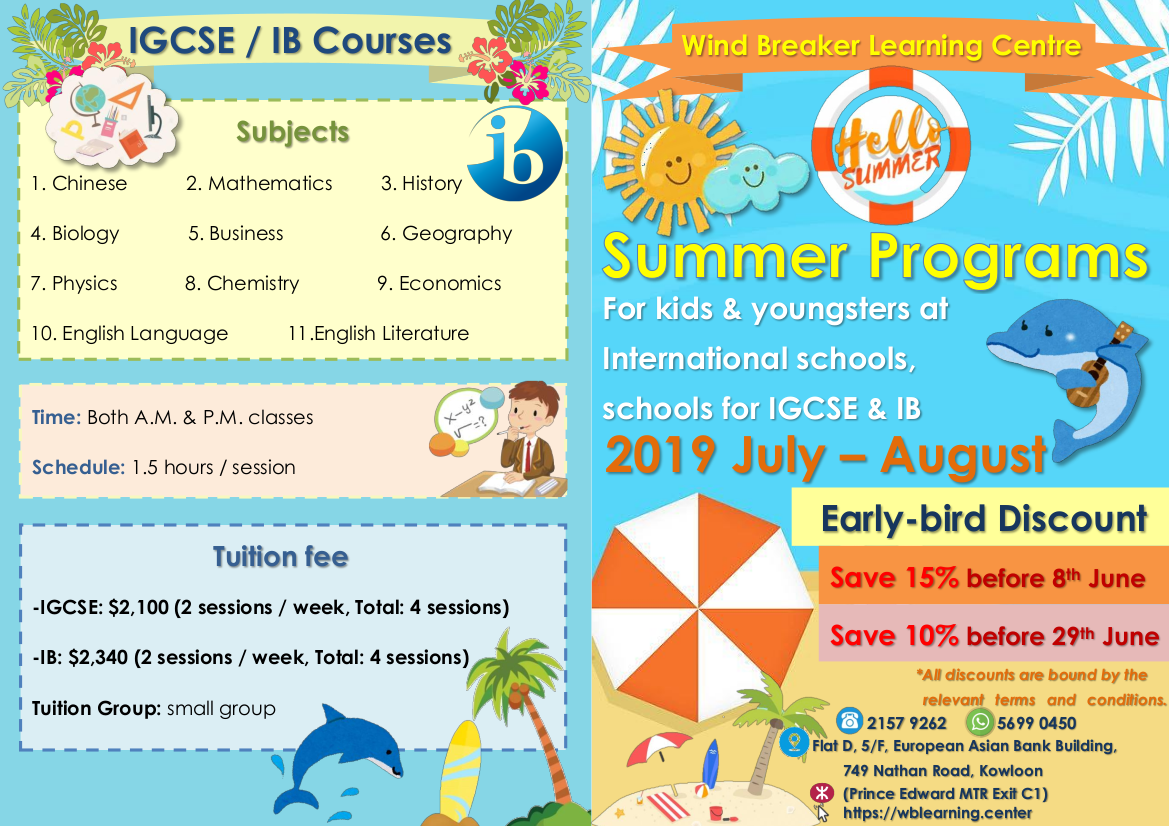 IGCSE / IB Courses
Subjects
ib
1. Chinese 2. Mathematics 3. History
4. Biology 5. Business 6. Geography
7. Physics 8. Chemistry 9. Economics
10. English Language 11.English Literature
Time: Both A.M. & P.M. classes
Schedule: 1.5 hours / session
x-y²
√ =?
Tuition fee
-IGCSE: $2,100 (2 sessions / week, Total: 4 sessions)
-IB: $2,340 (2 sessions / week, Total: 4 sessions)
Tuition Group: small group
Wind Breaker Learning Centre
Hello
SUMMER
Summer Programs
For kids & youngsters at
International schools,
schools for IGCSE & IB
2019 July – August
Early-bird Discount
Save 15% before 8th June
Save 10% before 29th June
*All discounts are bound by the
relevant terms and conditions.
2157 9262 5699 0450
Flat D, 5/F, European Asian Bank Building,
749 Nathan Road, Kowloon
(Prince Edward MTR Exit C1)
https://wblearning.center